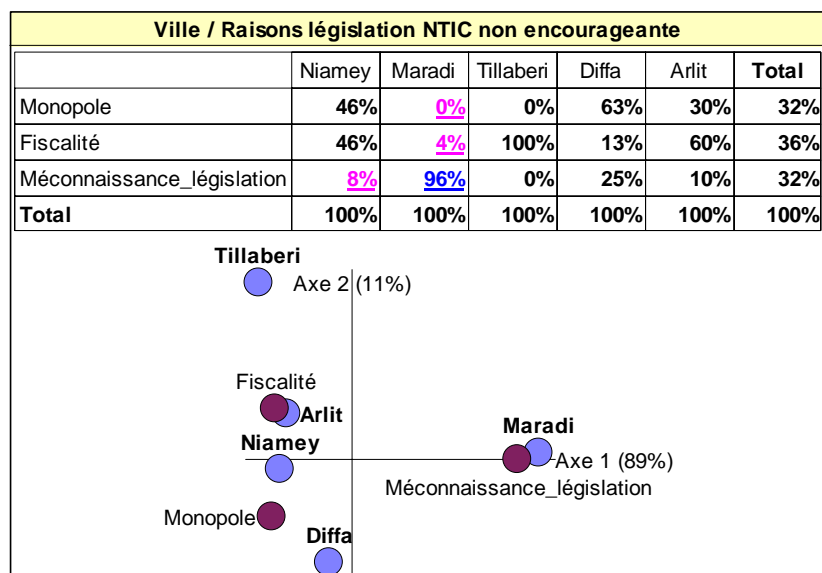 Ville / Raisons législation NTIC non encourageante
Niamey Maradi Tillaberi Diffa Arlit Total
Monopole 46% 0% 0% 63% 30% 32%
Fiscalité 46% 4% 100% 13% 60% 36%
Méconnaissance_législation 8% 96% 0% 25% 10% 32%
Total 100% 100% 100% 100% 100% 100%
Tillaberi
Axe 2 (11%)
Fiscalité
Arlit
Niamey
Maradi
Axe 1 (89%)
Méconnaissance_législation
Monopole
Diffa